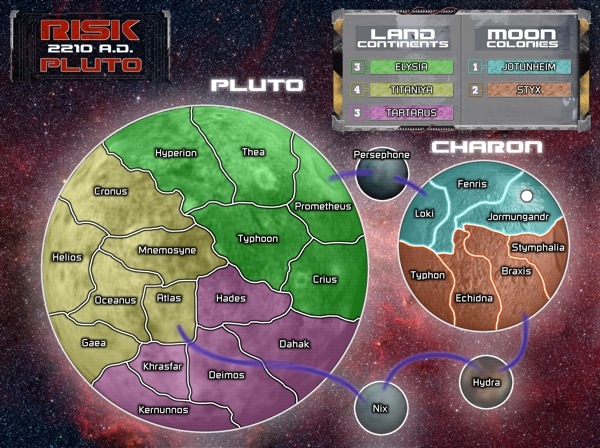 RISK
2210 A.D.
PLUTO
LAND
CONTINENTS
3 ELYSIA
4 TITANIYA
3 TARTARUS
MOON
COLONIES
1 JOTUNHEIM
2 STYX
PLUTO
CHARON
Hyperion
Thea
Cronus
Prometheus
Typhoon
Mnemosyne
Helios
Crius
Oceanus
Atlas
Hades
Gaea
Dahak
Khrasfar
Deimos
Kernunnos
Persephone
Fenris
Loki
Jormungandr
Stymphalia
Typhon
Braxis
Echidna
Hydra
Nix